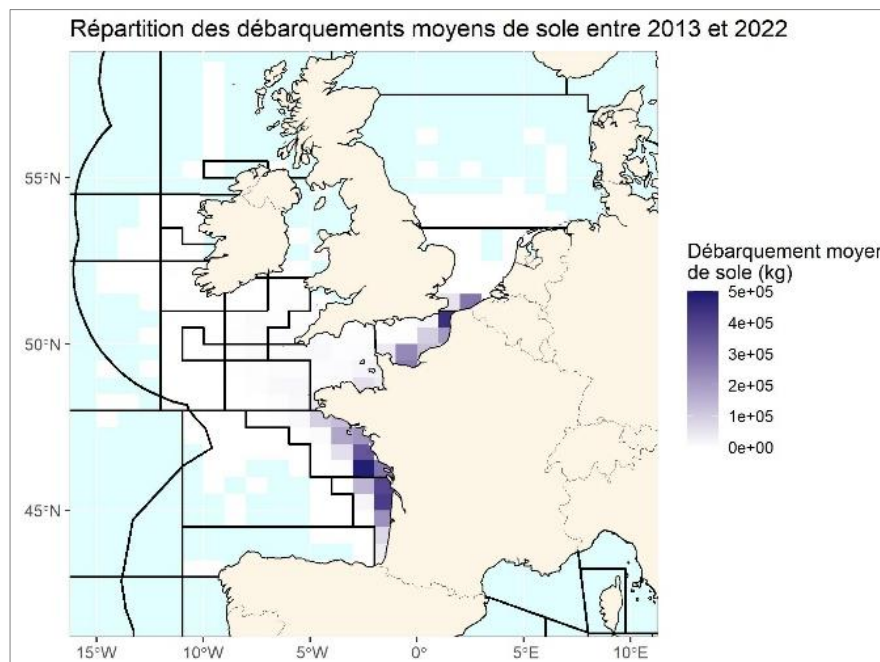 Répartition des débarquements moyens de sole entre 2013 et 2022
55°N
50°N
45°N
15°W
10°W
5°W
0°
5°E
10°E
Débarquement moyen
de sole (kg)
5e+05
4e+05
3e+05
2e+05
1e+05
0e+00